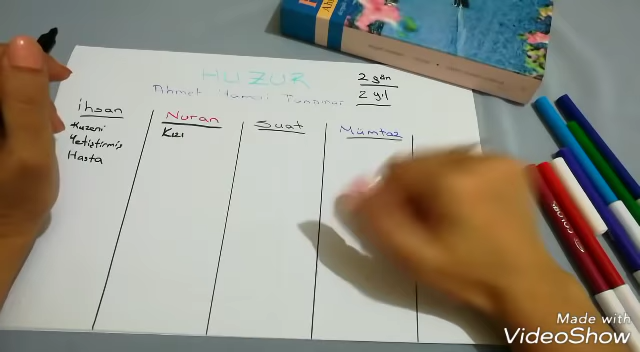 HUZUR
2 gün
2 yıl
Ahmet Hamdi Tanpınar
İhsan
Kuzeni
Yetiştirmiş
Hasta
Nuran
Kızı
Suat
Mümtaz
COLORS
Made with
VideoShow